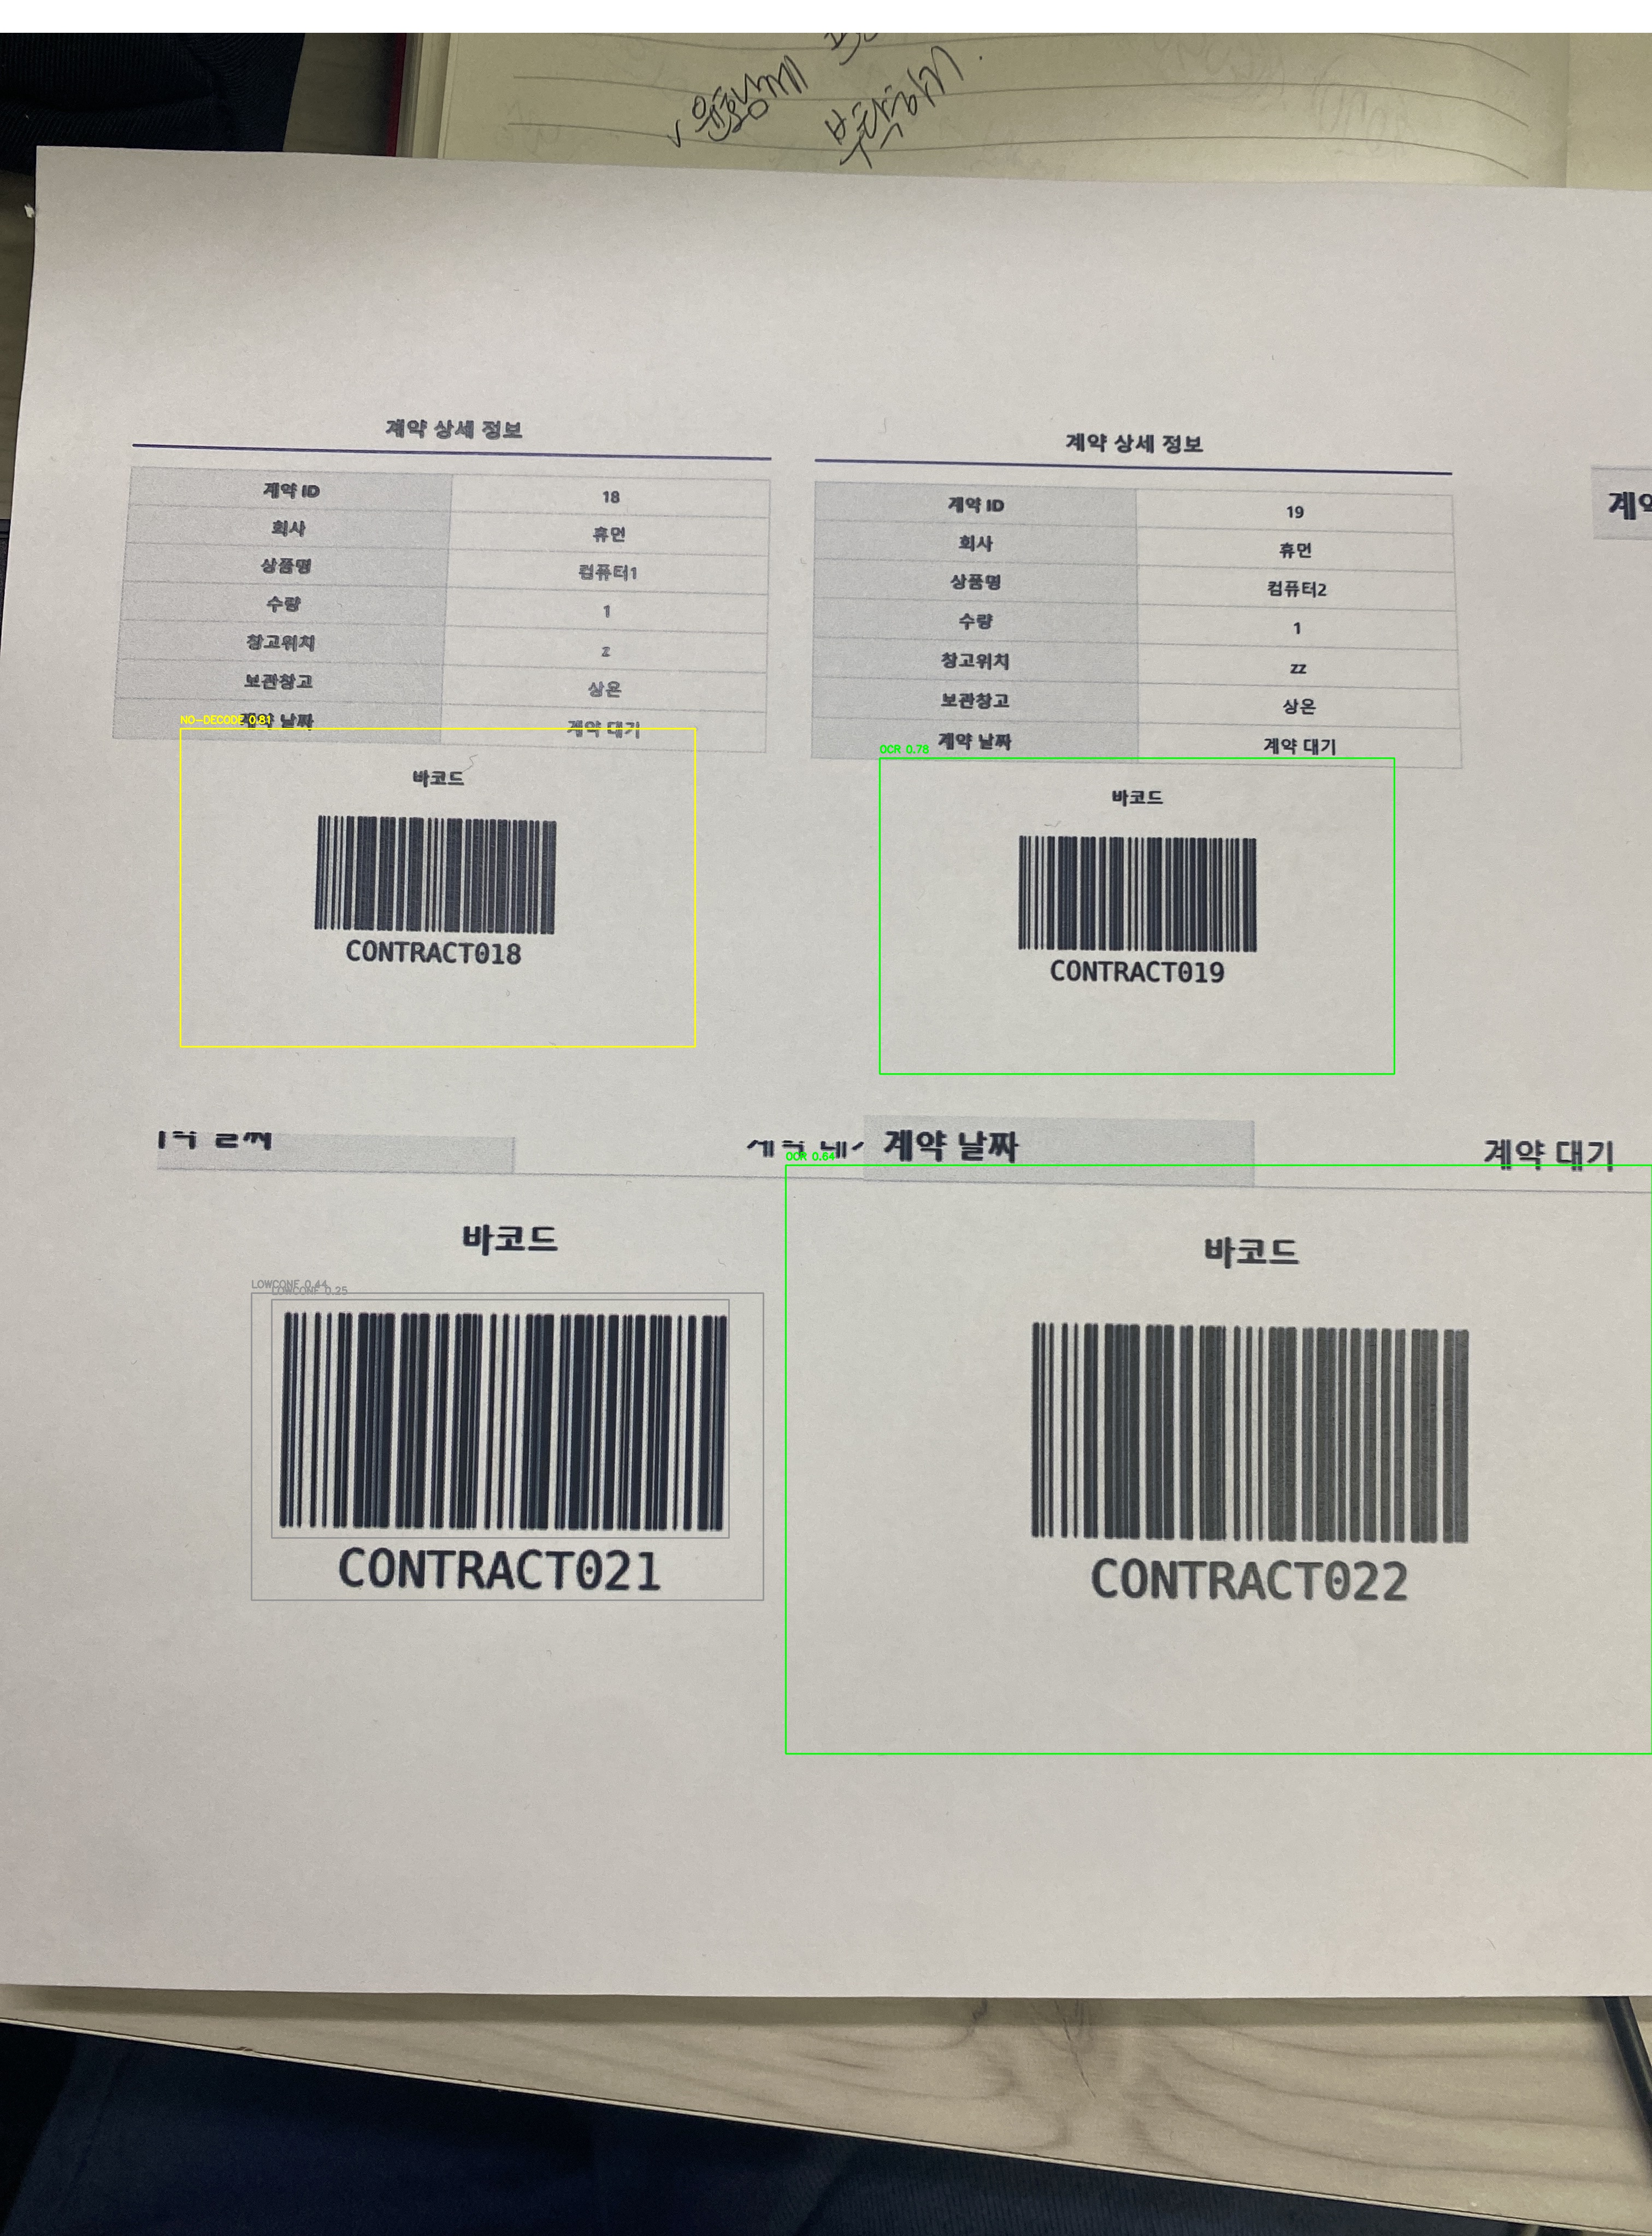 ✓ 원형상세
부착하기.
계약 상세 정보
계약 ID 18
회사 휴먼
상품명 컴퓨터1
수량 1
창고위치 z
보관창고 상온
계약 날짜 계약 대기
NO-DECODE 0.81
바코드
CONTRACT018
계약 상세 정보
계약 ID 19
회사 휴먼
상품명 컴퓨터2
수량 1
창고위치 zz
보관창고 상온
계약 날짜 계약 대기
OCR 0.78
바코드
CONTRACT019
계약
바코드
LOWCONF 0.44
LOWCONF 0.25
CONTRACT021
계약 날짜 계약 대기
OCR 0.64
바코드
CONTRACT022